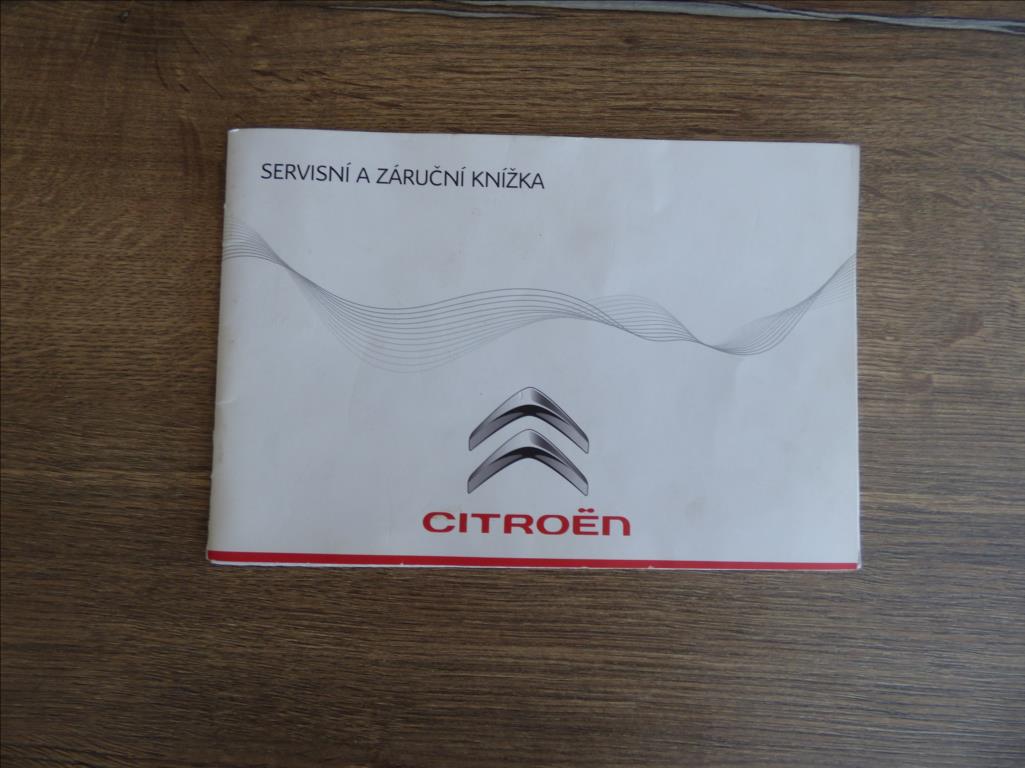 SERVISNÍ A ZÁRUČNÍ KNÍŽKA
CITROËN